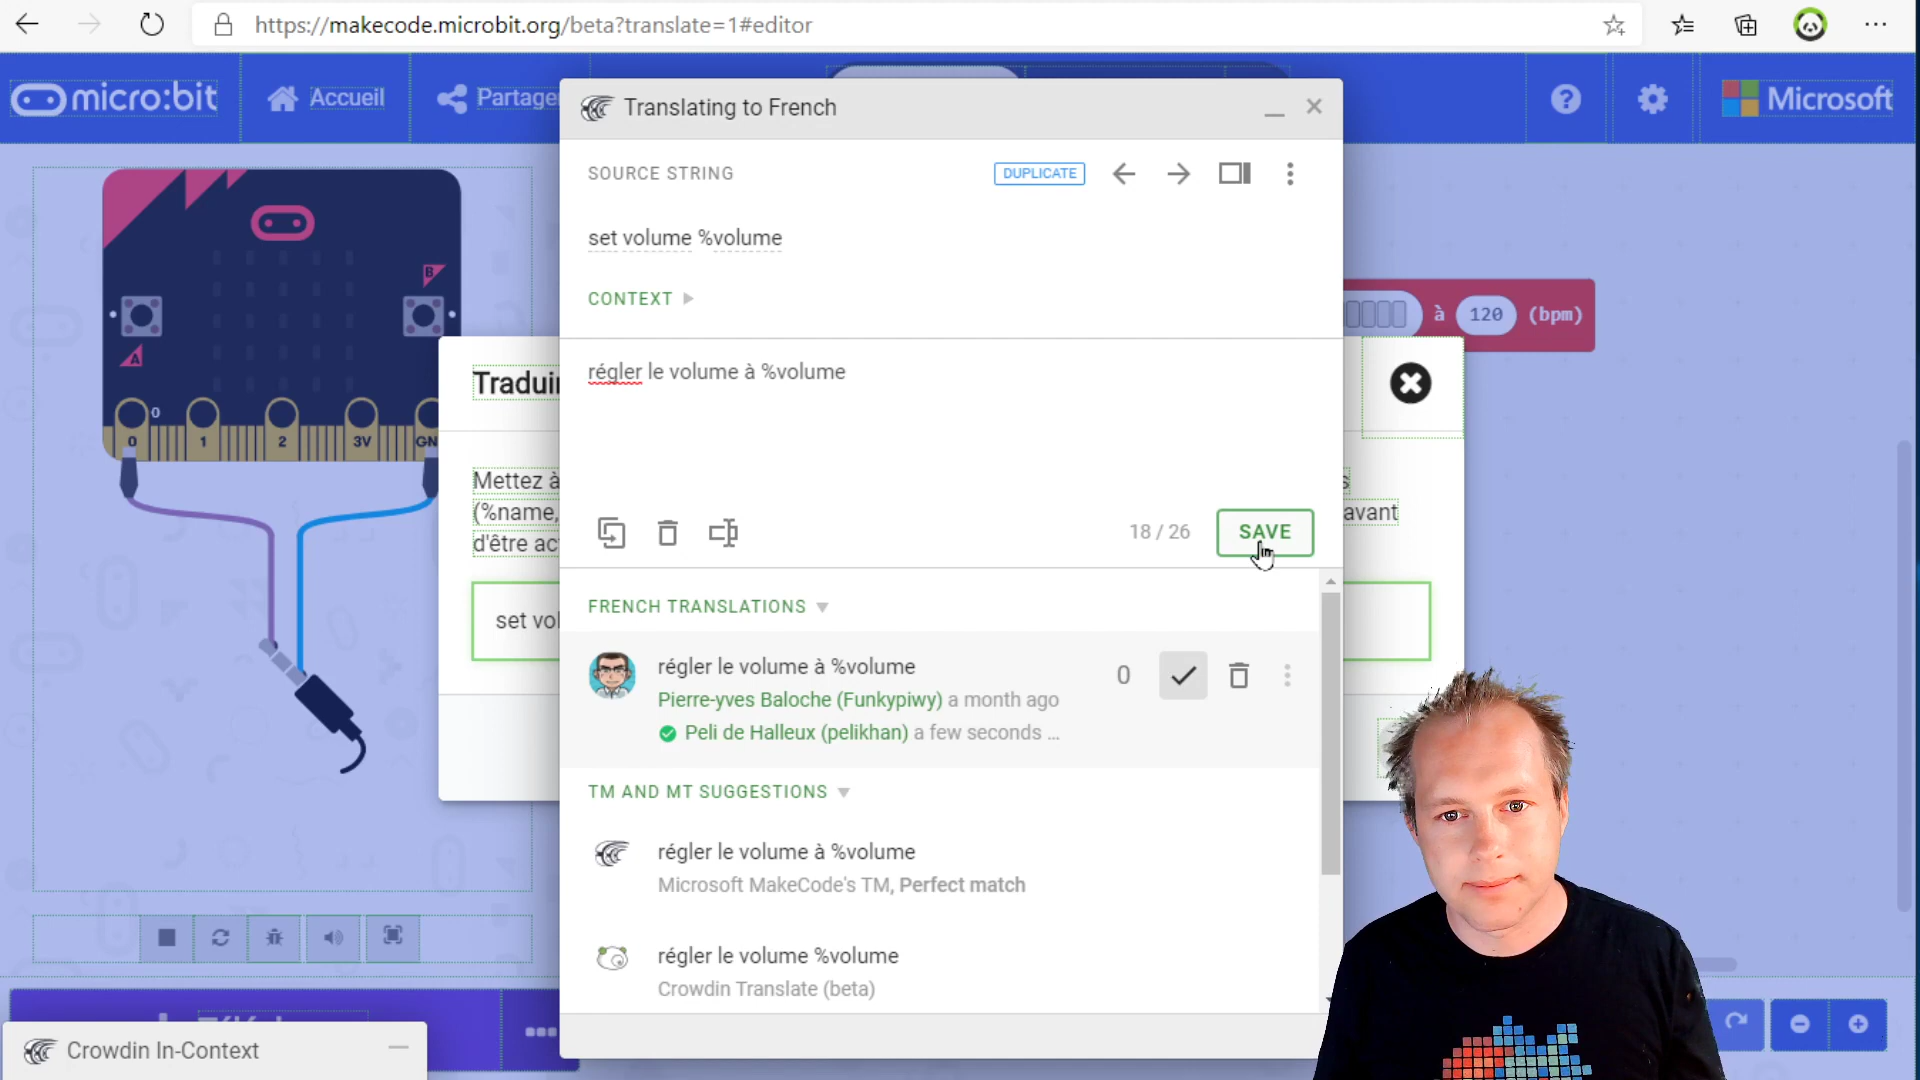 https://makecode.microbit.org/beta?translate=1#editor
micro:bit
Accueil
Partager
Microsoft
Translating to French
SOURCE STRING
DUPLICATE
set volume %volume
CONTEXT
régler le volume à %volume
18 / 26
SAVE
FRENCH TRANSLATIONS
régler le volume à %volume
0
Pierre-yves Baloche (Funkypiwy) a month ago
Peli de Halleux (pelikhan) a few seconds ...
TM AND MT SUGGESTIONS
régler le volume à %volume
Microsoft MakeCode's TM, Perfect match
régler le volume %volume
Crowdin Translate (beta)
à 120 (bpm)
B
A
0
0 1 2 3V GN
Traduir
Mettez à
(%name,
avant
d'être ac
set vol
...
Crowdin In-Context